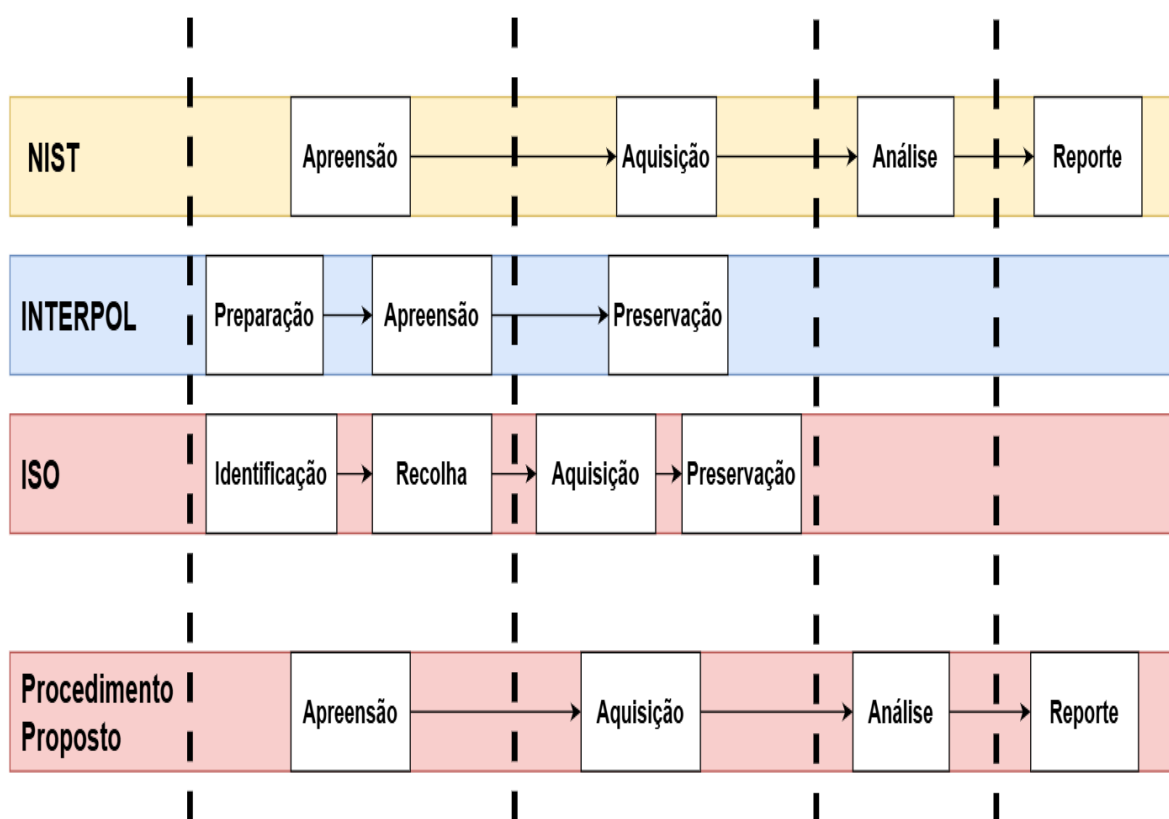 NIST
Apreensão
Aquisição
Análise
Reporte
INTERPOL
Preparação
Apreensão
Preservação
ISO
Identificação
Recolha
Aquisição
Preservação
Procedimento
Proposto
Apreensão
Aquisição
Análise
Reporte